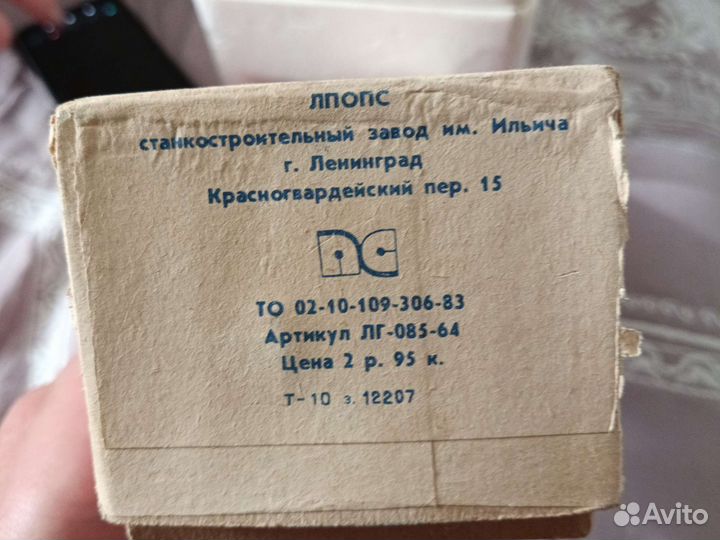 ЛПОПС
станкостроительный завод им. Ильича
г. Ленинград
Красногвардейский пер. 15
ПС
ТО 02-10-109-306-83
Артикул ЛГ-085-64
Цена 2 р. 95 к.
Т-10 з. 12207
Avito